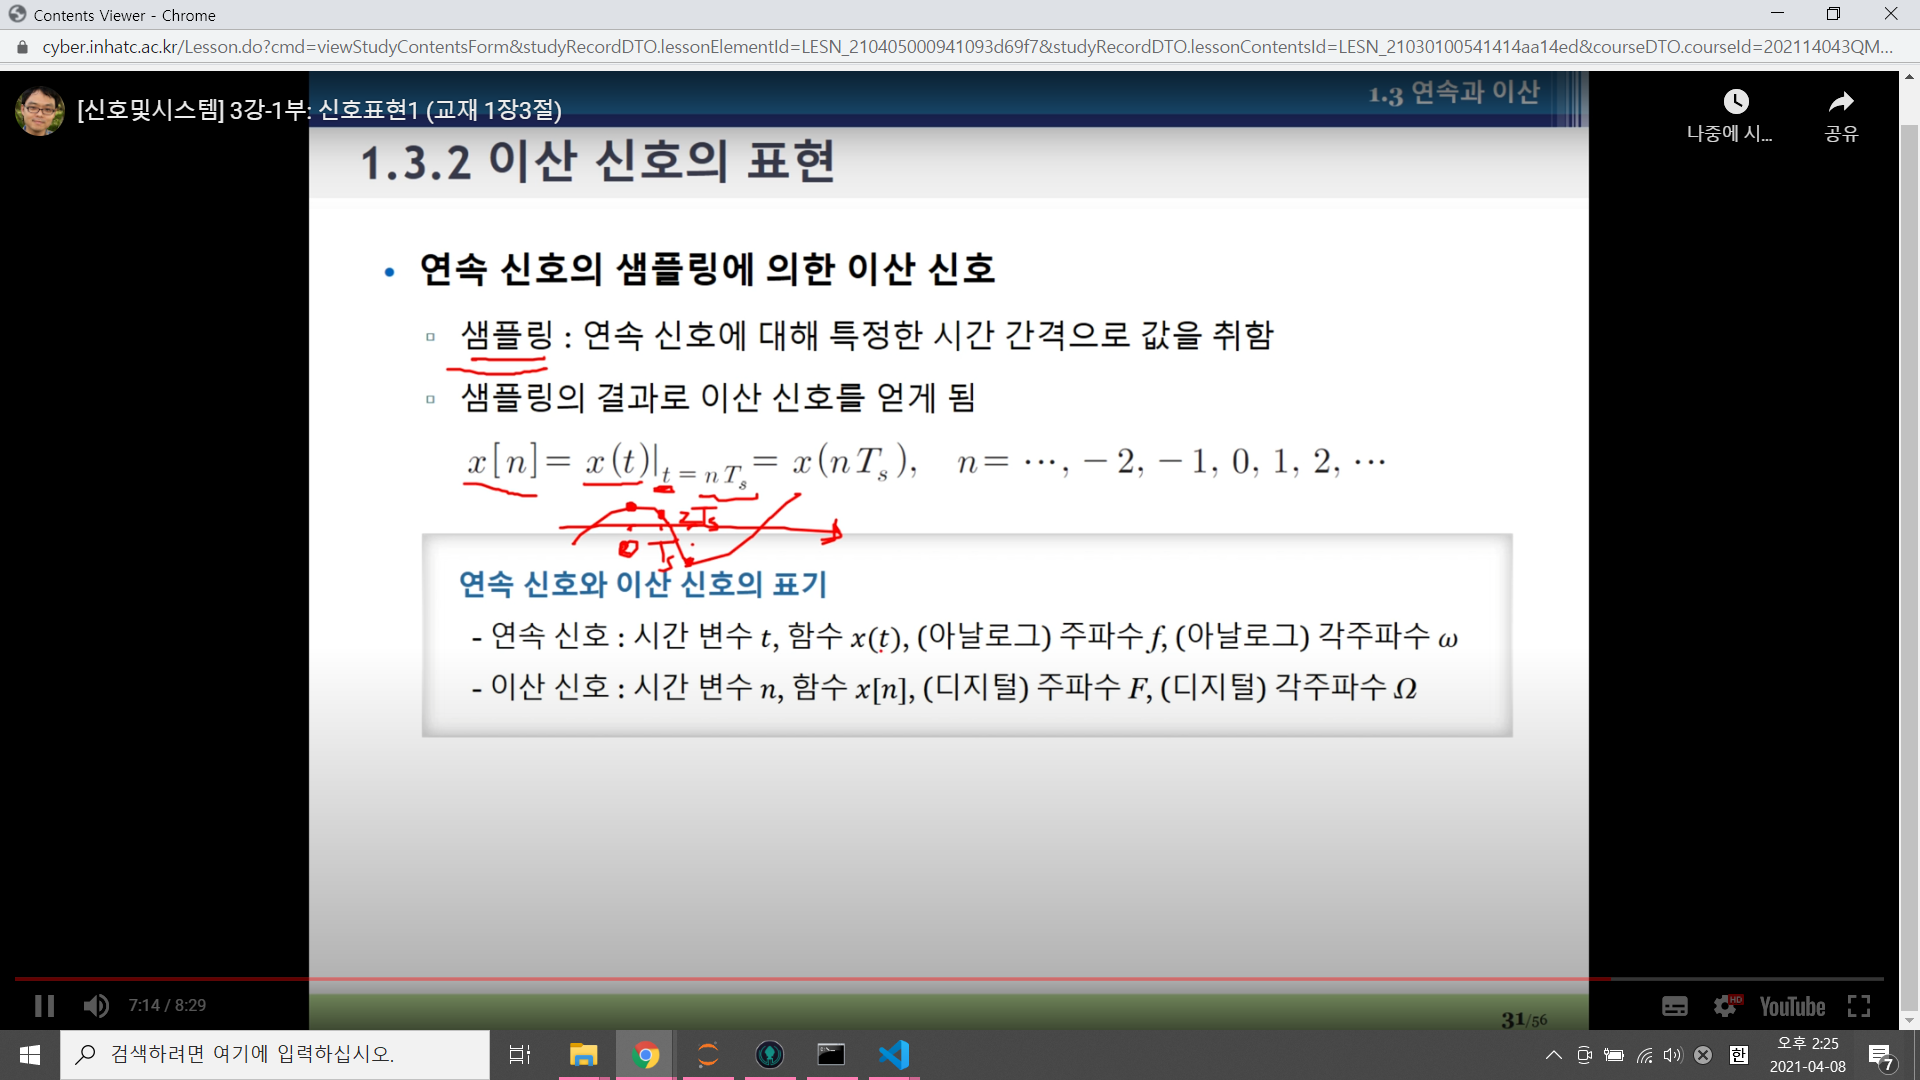 Contents Viewer - Chrome
cyber.inhatc.ac.kr/Lesson.do?cmd=viewStudyContentsForm&studyRecordDTO.lessonElementId=LESN_210405000941093d69f7&studyRecordDTO.lessonContentsId=LESN_21030100541414aa14ed&courseDTO.courseId=202114043QM...
1.3 연속과 이산
[신호및시스템] 3강-1부: 신호표현1 (교재 1장3절)
나중에 시...
공유
1.3.2 이산 신호의 표현
• 연속 신호의 샘플링에 의한 이산 신호
▫ 샘플링 : 연속 신호에 대해 특정한 시간 간격으로 값을 취함
▫ 샘플링의 결과로 이산 신호를 얻게 됨
x[n] = x(t)|t = nTs = x(nTs), n = ⋯, −2, −1, 0, 1, 2, ⋯
2Ts
0 Ts
연속 신호와 이산 신호의 표기
- 연속 신호 : 시간 변수 t, 함수 x(t), (아날로그) 주파수 f, (아날로그) 각주파수 ω
- 이산 신호 : 시간 변수 n, 함수 x[n], (디지털) 주파수 F, (디지털) 각주파수 Ω
7:14 / 8:29
HD
YouTube
31/56
검색하려면 여기에 입력하십시오.
한
오후 2:25
2021-04-08
7